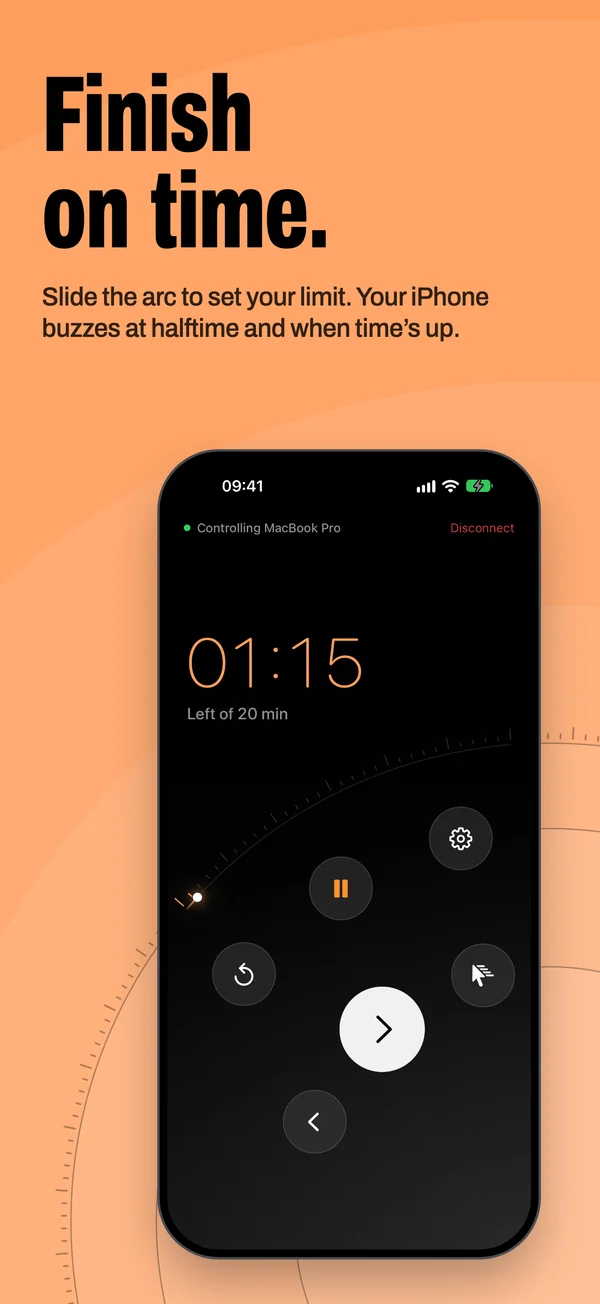 Finish
on time.
Slide the arc to set your limit. Your iPhone
buzzes at halftime and when time’s up.
09:41
Controlling MacBook Pro
Disconnect
01:15
Left of 20 min